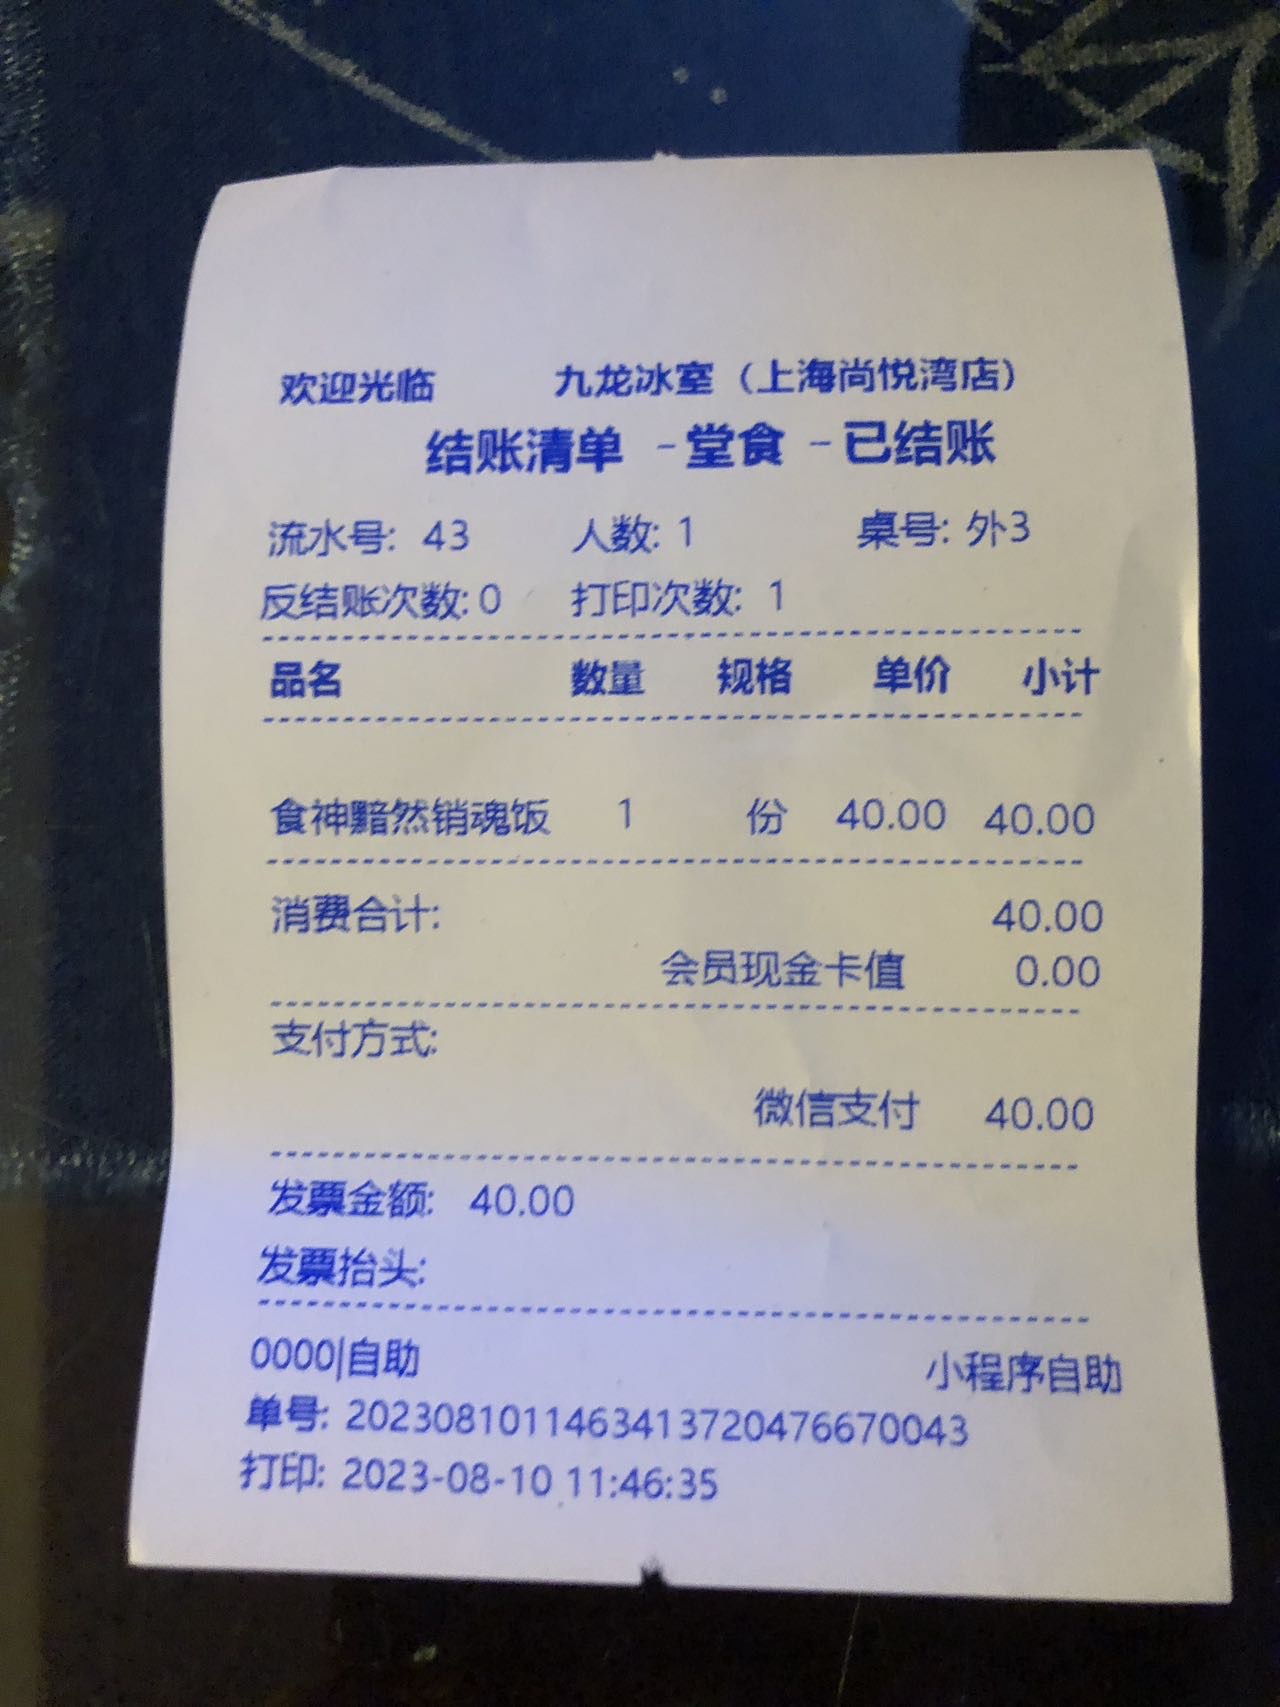 欢迎光临 九龙冰室（上海尚悦湾店）
结账清单 -堂食 -已结账
流水号: 43 人数: 1 桌号: 外3
反结账次数: 0 打印次数: 1
品名 数量 规格 单价 小计
食神黯然销魂饭 1 份 40.00 40.00
消费合计: 40.00
会员现金卡值 0.00
支付方式:
微信支付 40.00
发票金额: 40.00
发票抬头:
0000|自助 小程序自助
单号: 2023081011463413720476670043
打印: 2023-08-10 11:46:35